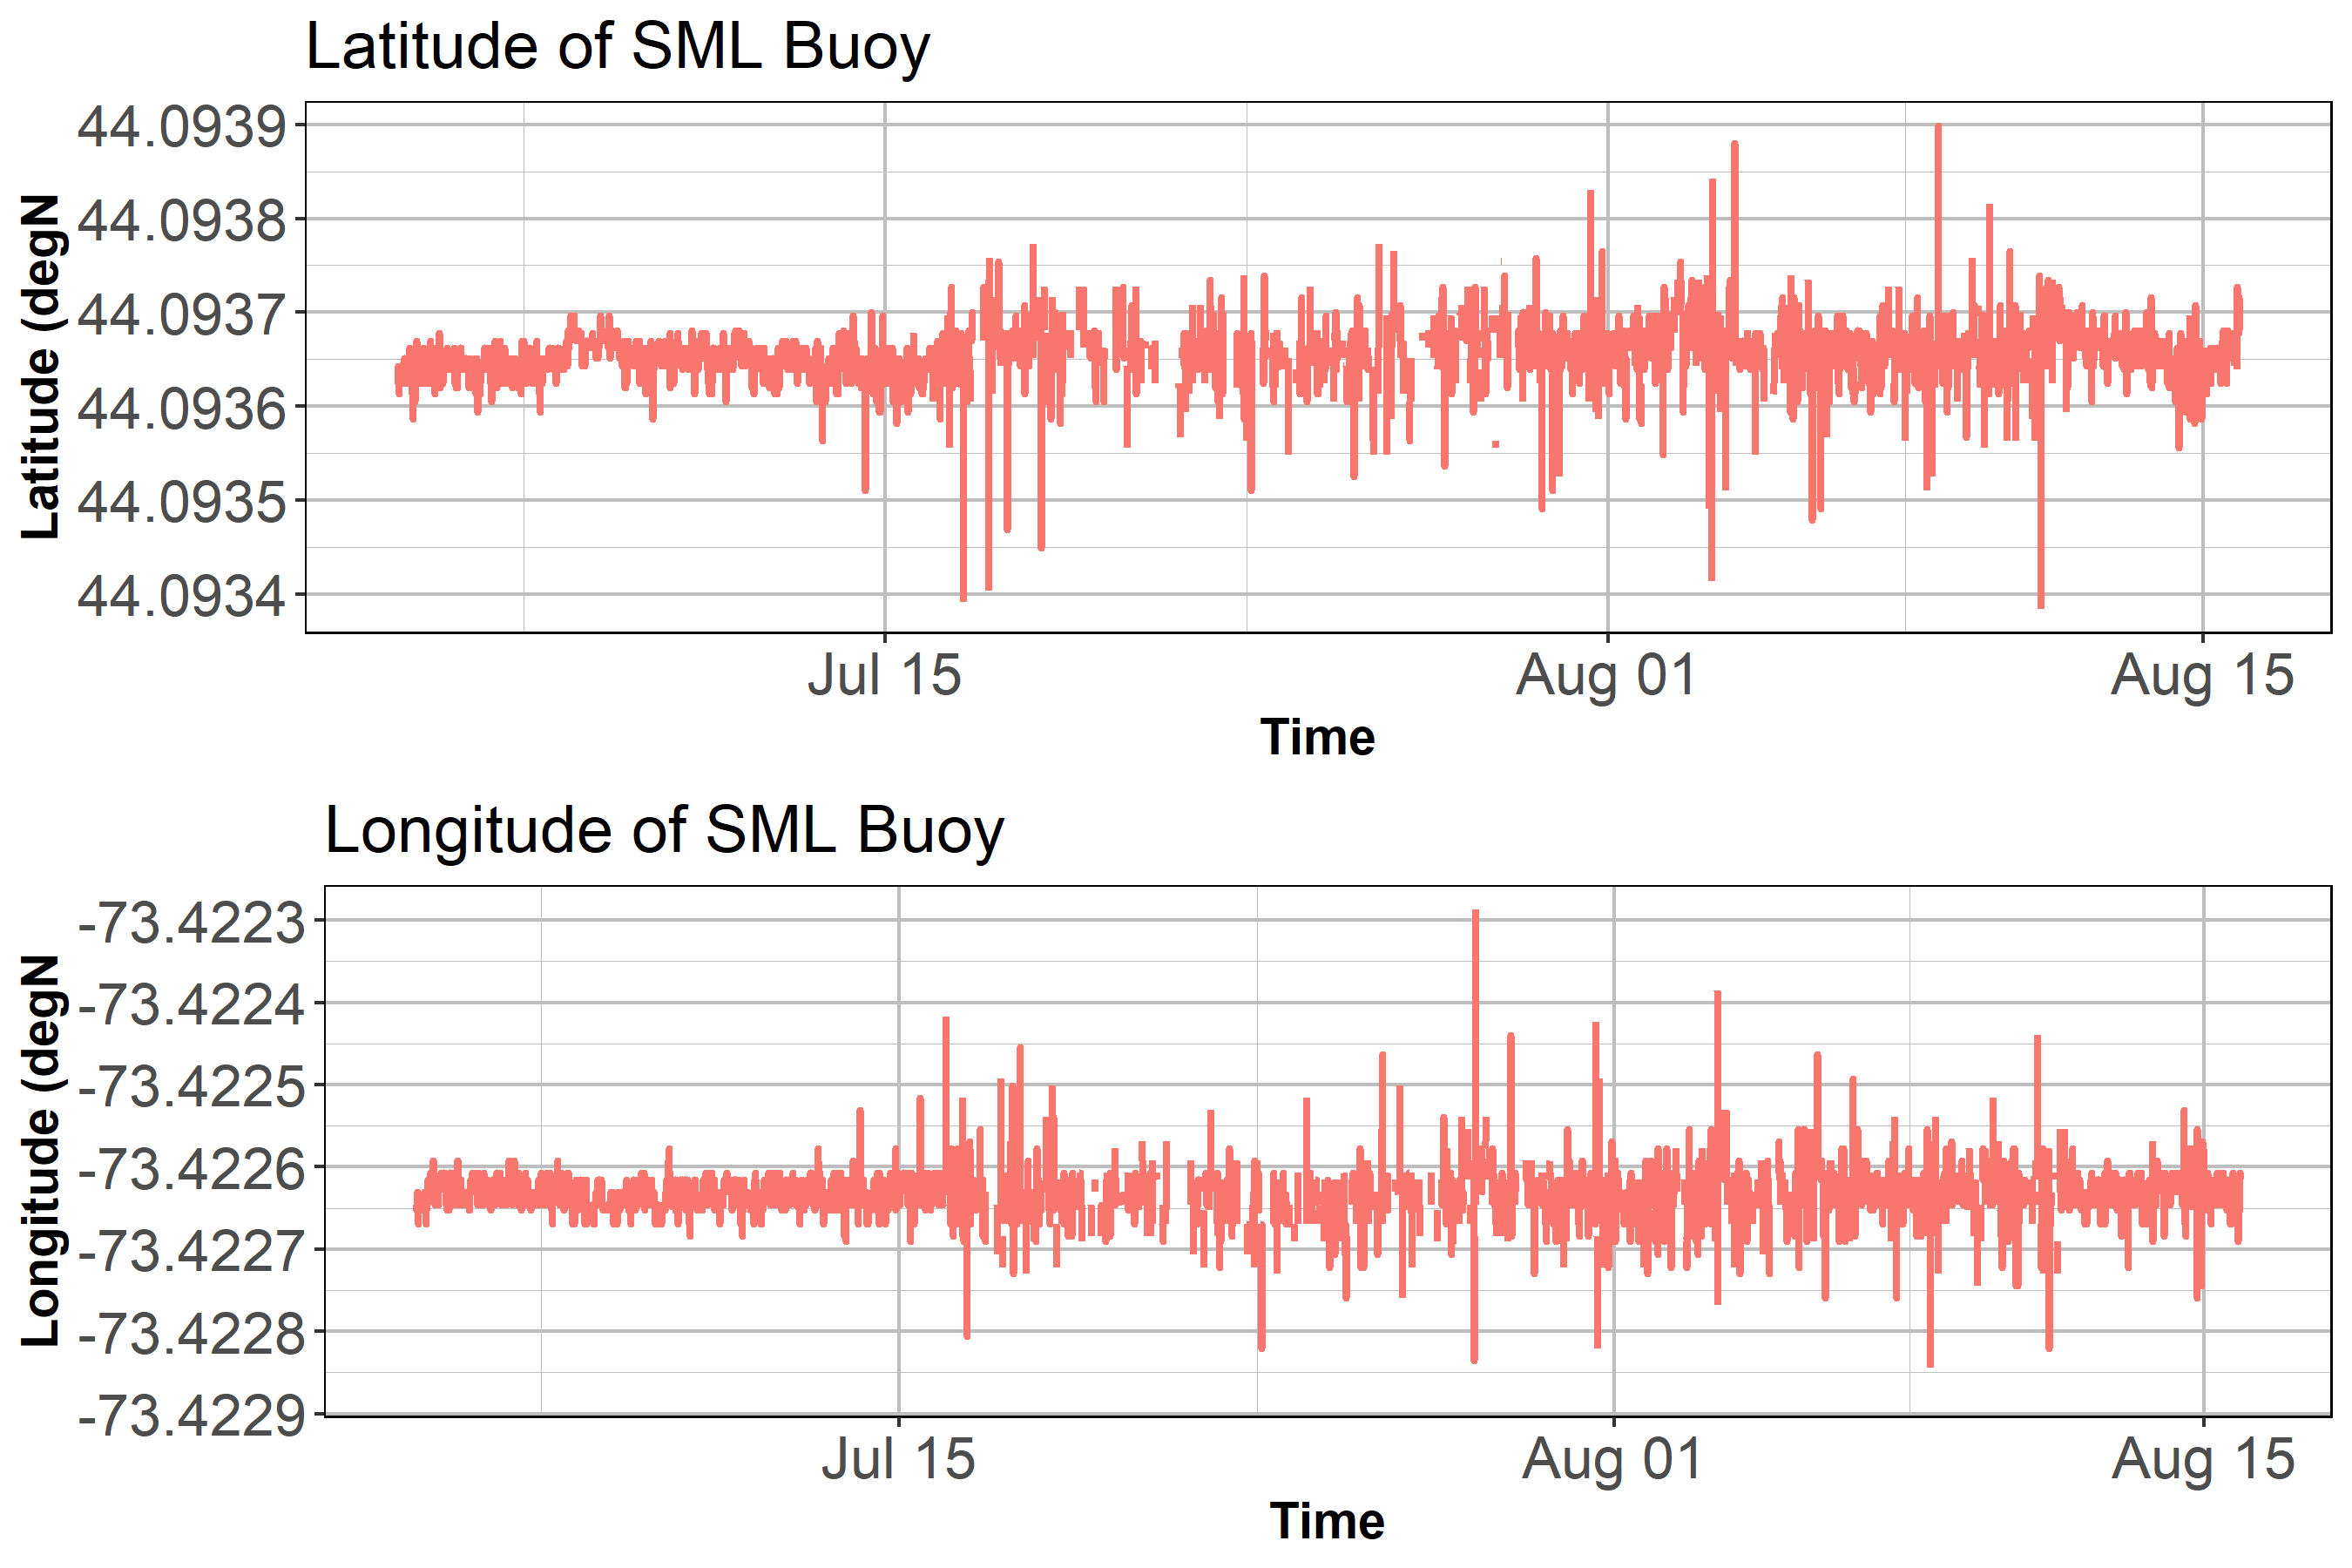 Latitude of SML Buoy
44.0939
44.0938
44.0937
44.0936
44.0935
44.0934
Latitude (degN
Jul 15 Aug 01 Aug 15
Time
Longitude of SML Buoy
-73.4223
-73.4224
-73.4225
-73.4226
-73.4227
-73.4228
-73.4229
Longitude (degN
Jul 15 Aug 01 Aug 15
Time